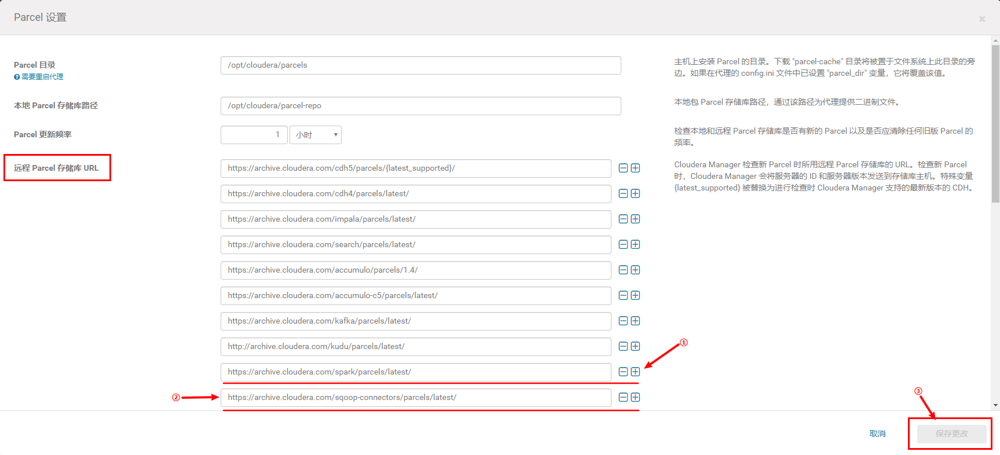 Parcel 设置
×
Parcel 目录
需要重启代理
/opt/cloudera/parcels
主机上安装 Parcel 的目录。下载 "parcel-cache" 目录将被置于文件系统上此目录的旁
边。如果在代理的 config.ini 文件中已设置 "parcel_dir" 变量，它将覆盖该值。
本地 Parcel 存储库路径
/opt/cloudera/parcel-repo
本地包 Parcel 存储库路径，通过该路径为代理提供二进制文件。
Parcel 更新频率
1 小时
检查本地和远程 Parcel 存储库是否有新的 Parcel 以及是否应清除任何旧版 Parcel 的
频率。
远程 Parcel 存储库 URL
https://archive.cloudera.com/cdh5/parcels/{latest_supported}/
Cloudera Manager 检查新 Parcel 时所用远程 Parcel 存储库的 URL。检查新 Parcel
时，Cloudera Manager 会将服务器的 ID 和服务器版本发送到存储库主机。特殊变量
{latest_supported} 被替换为进行检查时 Cloudera Manager 支持的最新版本的 CDH。
https://archive.cloudera.com/cdh4/parcels/latest/
https://archive.cloudera.com/impala/parcels/latest/
https://archive.cloudera.com/search/parcels/latest/
https://archive.cloudera.com/accumulo/parcels/1.4/
https://archive.cloudera.com/accumulo-c5/parcels/latest/
https://archive.cloudera.com/kafka/parcels/latest/
http://archive.cloudera.com/kudu/parcels/latest/
①
https://archive.cloudera.com/spark/parcels/latest/
②
https://archive.cloudera.com/sqoop-connectors/parcels/latest/
③
取消
保存更改